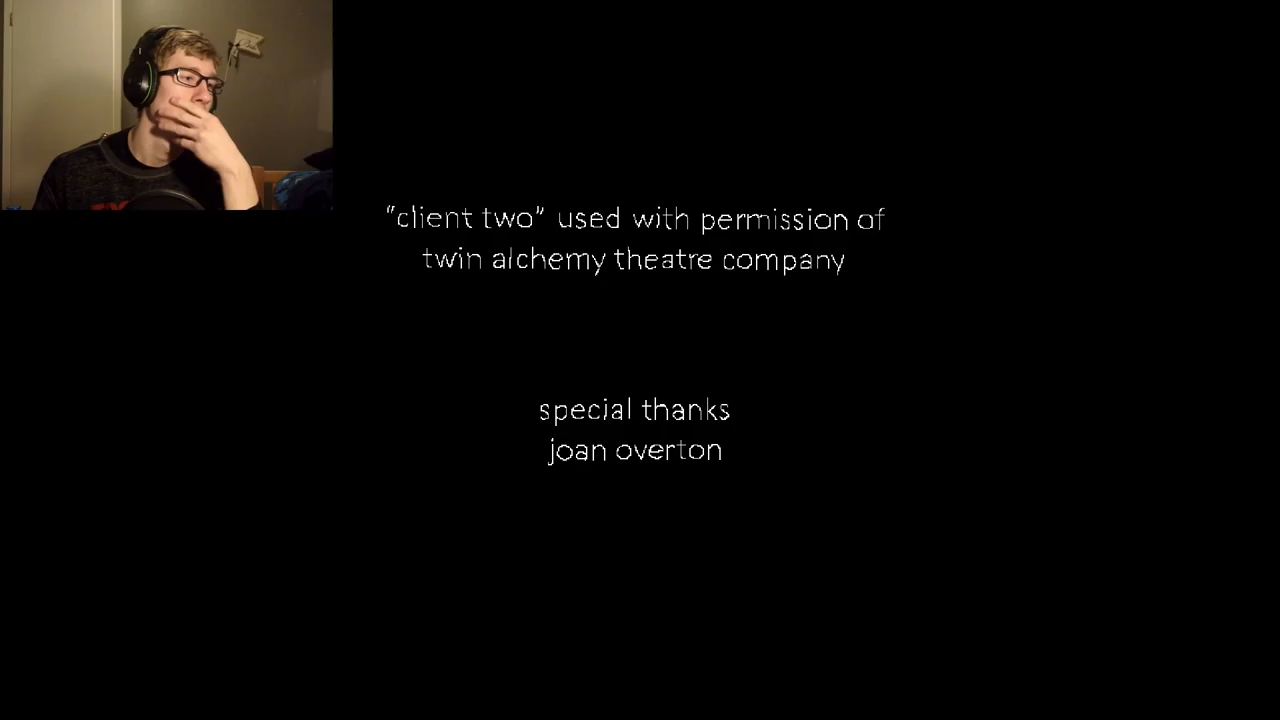 "client two" used with permission of
twin alchemy theatre company
special thanks
joan overton